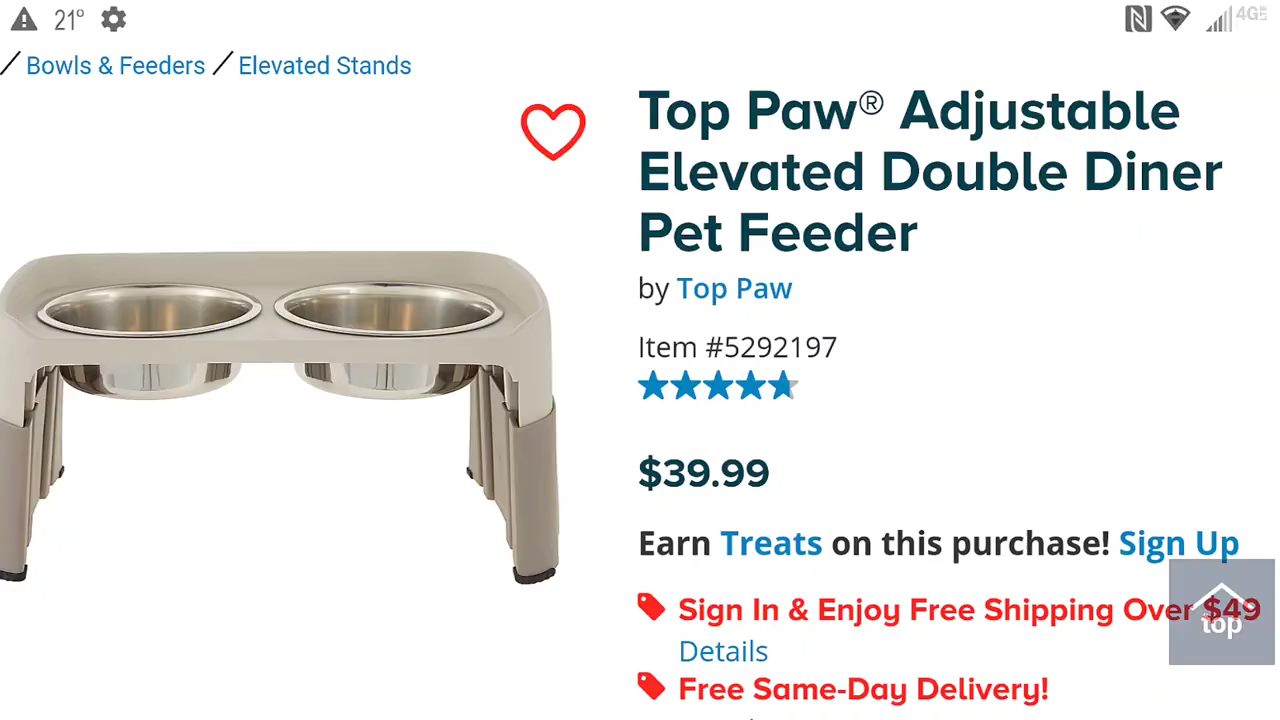 21°
4G
/ Bowls & Feeders / Elevated Stands
Top Paw® Adjustable
Elevated Double Diner
Pet Feeder
by Top Paw
Item #5292197
$39.99
Earn Treats on this purchase! Sign Up
Sign In & Enjoy Free Shipping Over $49
top
Details
Free Same-Day Delivery!